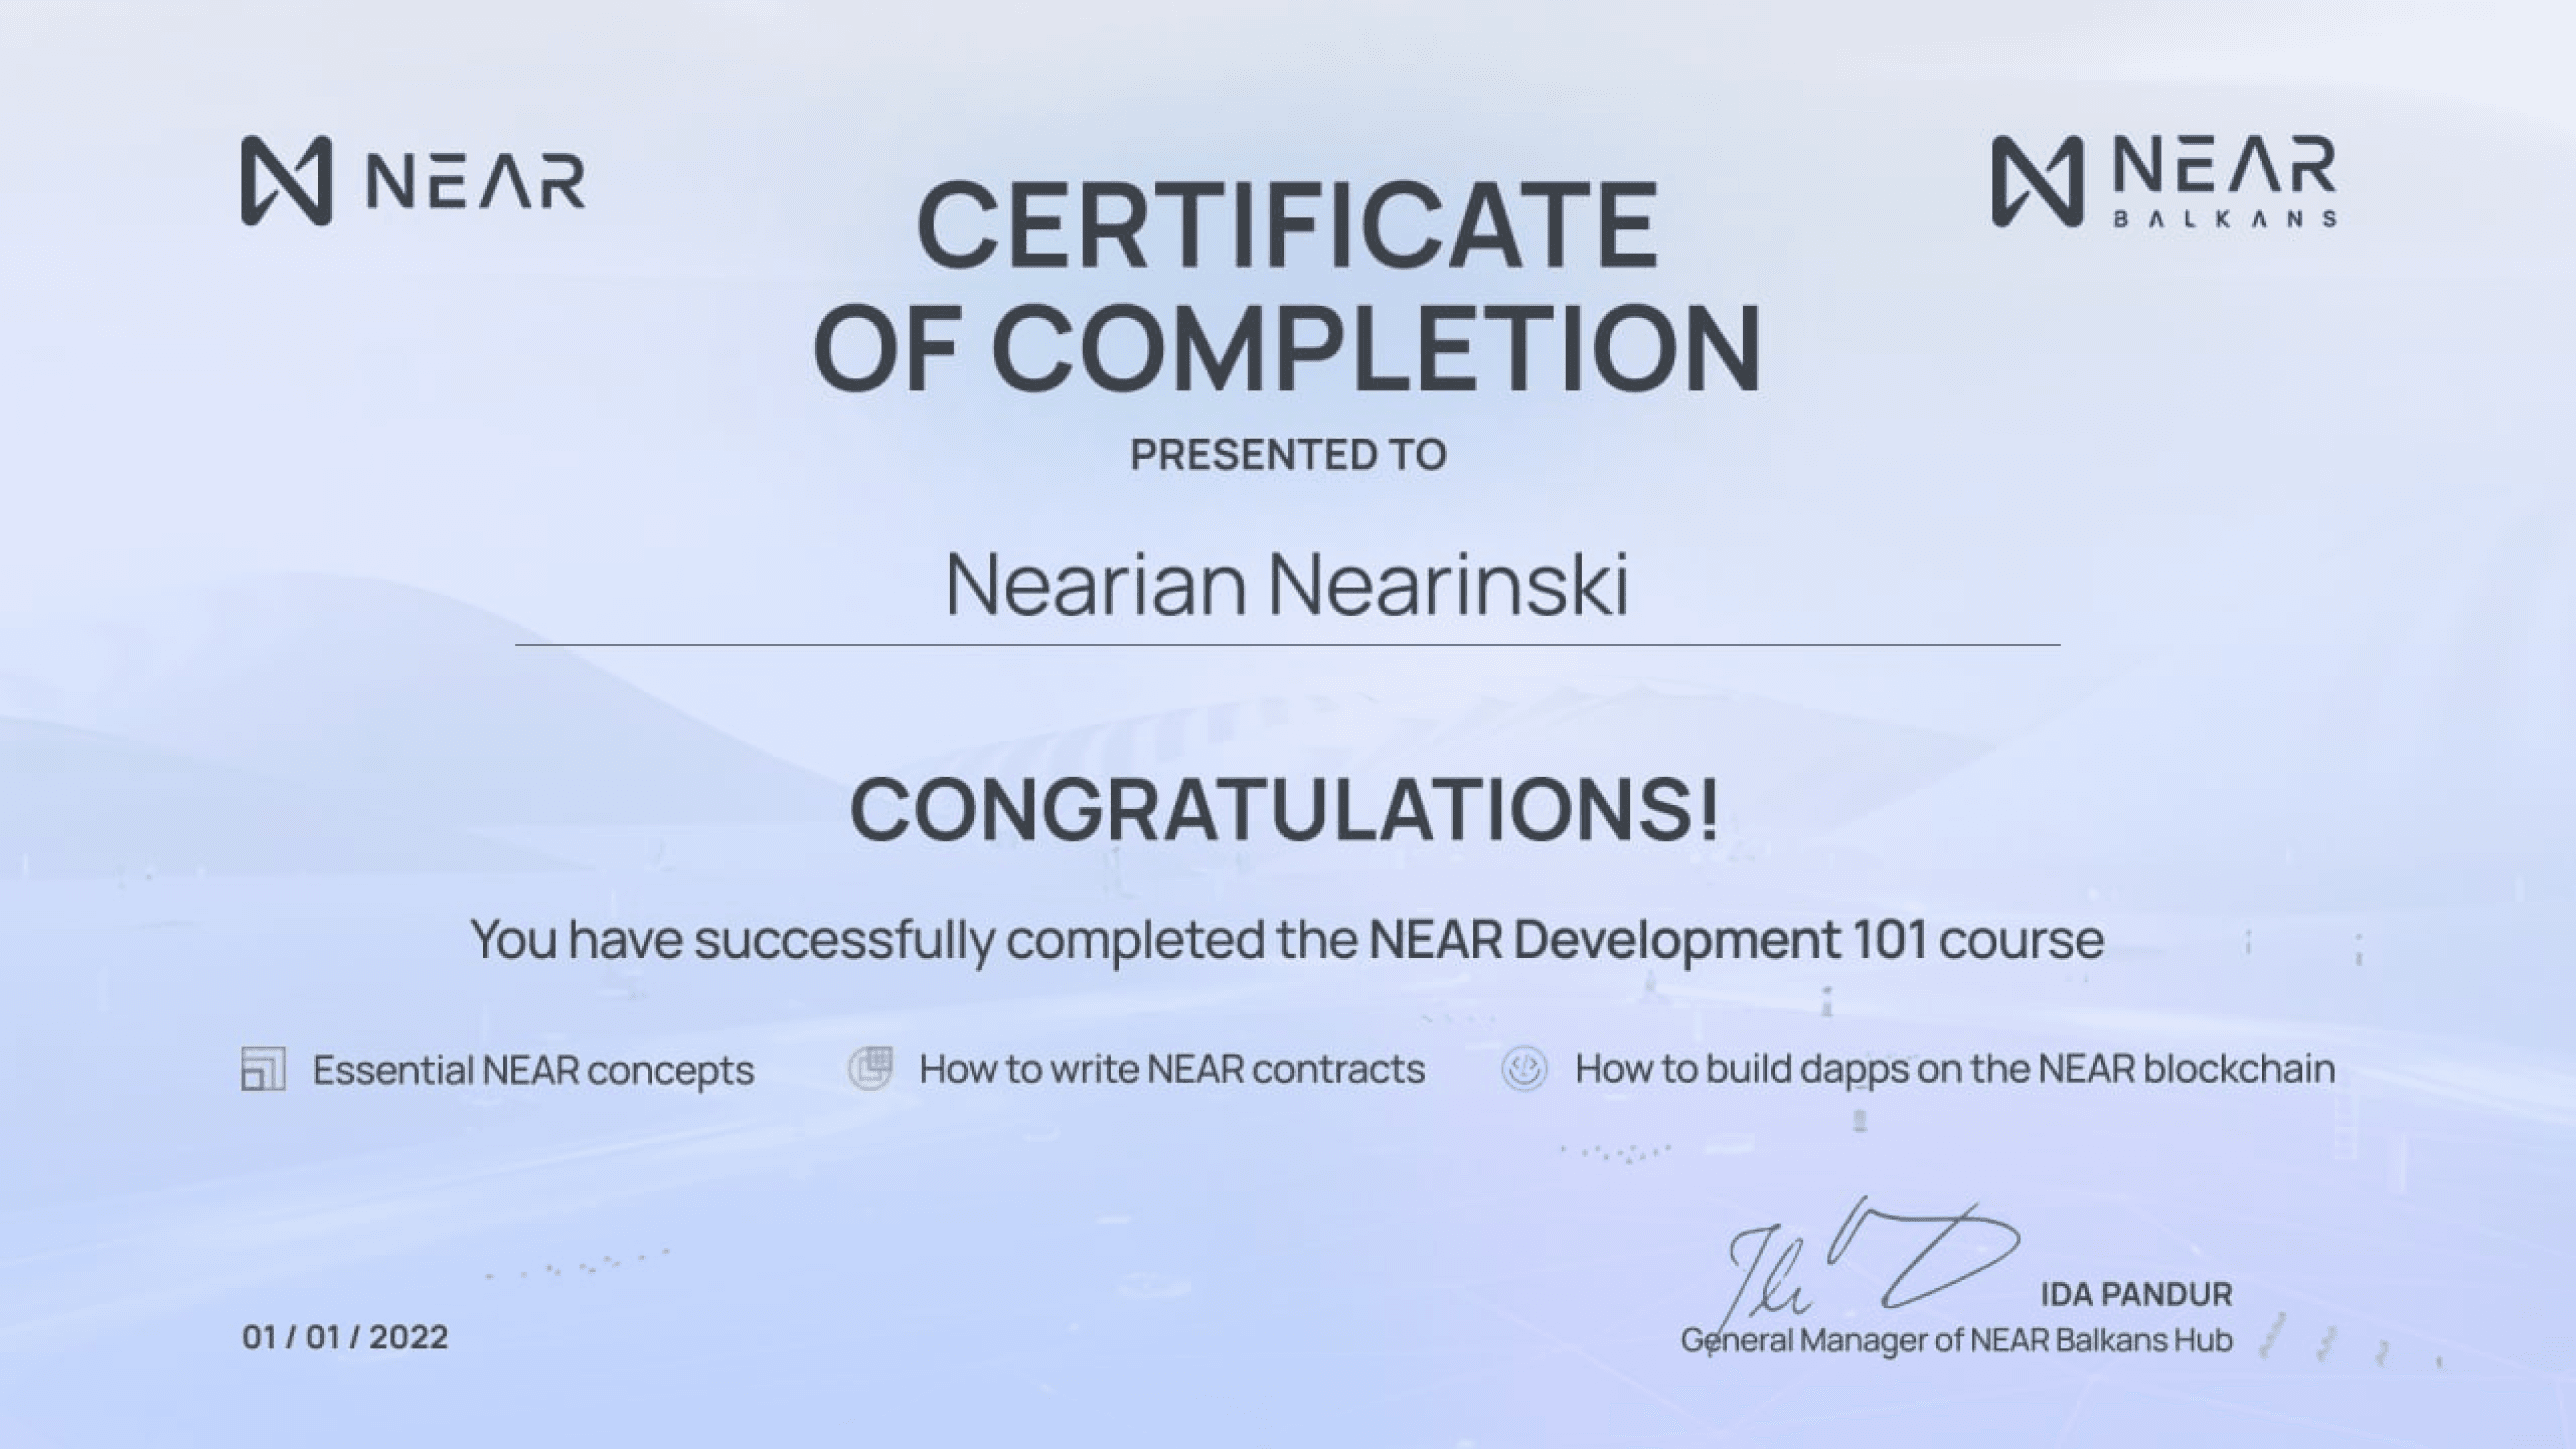 NEAR
NEAR
BALKANS
CERTIFICATE
OF COMPLETION
PRESENTED TO
Nearian Nearinski
CONGRATULATIONS!
You have successfully completed the NEAR Development 101 course
Essential NEAR concepts
How to write NEAR contracts
How to build dapps on the NEAR blockchain
01 / 01 / 2022
IDA PANDUR
General Manager of NEAR Balkans Hub